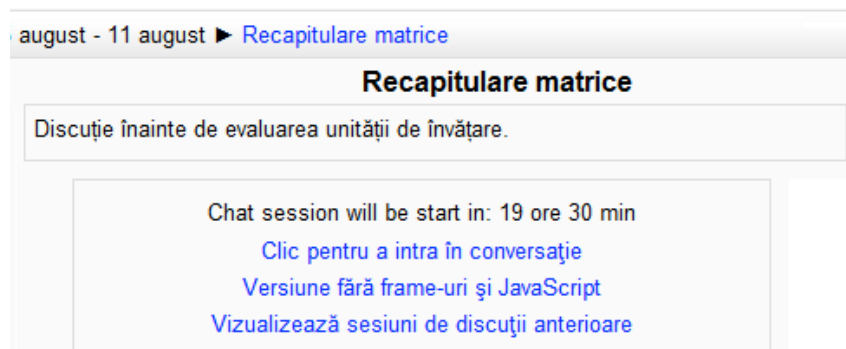 august - 11 august ► Recapitulare matrice
Recapitulare matrice
Discuție înainte de evaluarea unității de învățare.
Chat session will be start in: 19 ore 30 min
Clic pentru a intra în conversaţie
Versiune fără frame-uri şi JavaScript
Vizualizează sesiuni de discuţii anterioare